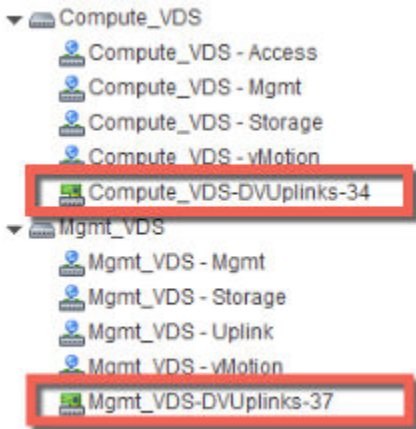 Compute_VDS
Compute_VDS - Access
Compute_VDS - Mgmt
Compute_VDS - Storage
Compute_VDS - vMotion
Compute_VDS-DVUplinks-34
Mgmt_VDS
Mgmt_VDS - Mgmt
Mgmt_VDS - Storage
Mgmt_VDS - Uplink
Mgmt_VDS - vMotion
Mgmt_VDS-DVUplinks-37